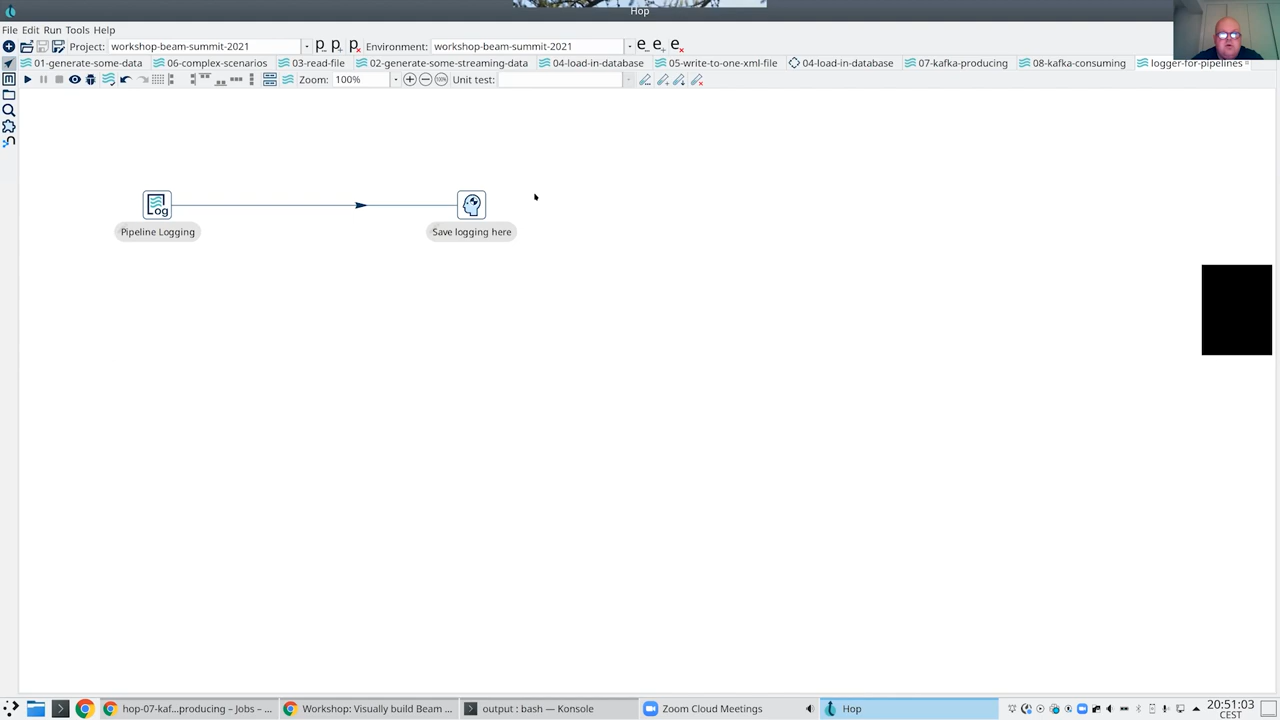 Hop
File Edit Run Tools Help
Project: workshop-beam-summit-2021 Environment: workshop-beam-summit-2021
01-generate-some-data 06-complex-scenarios 03-read-file 02-generate-some-streaming-data 04-load-in-database 05-write-to-one-xml-file 04-load-in-database 07-kafka-producing 08-kafka-consuming logger-for-pipelines
Zoom: 100% Unit test:
Log
Pipeline Logging Save logging here
hop-07-kaf...producing – Jobs – ... Workshop: Visually build Beam ... output : bash — Konsole Zoom Cloud Meetings Hop 20:51:03
CEST